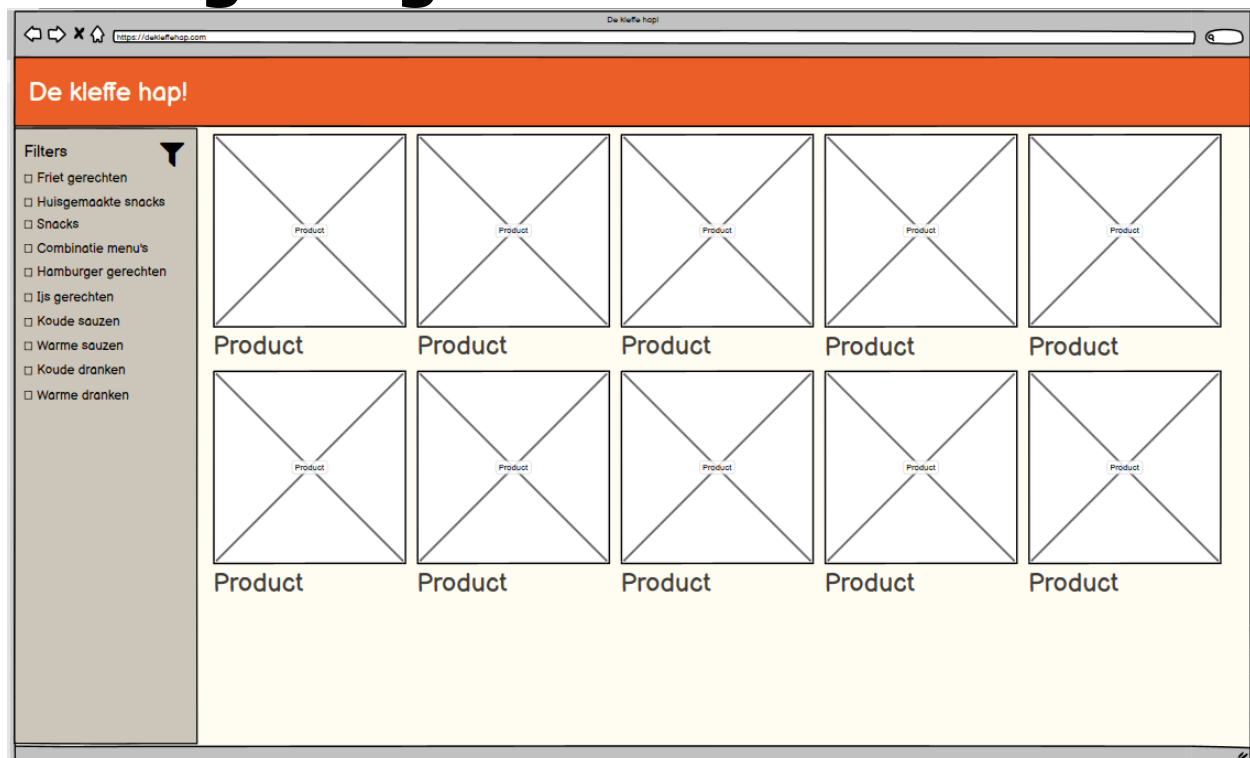 De kleffe hap!
https://dekleffehap.com
De kleffe hap!
Filters
Friet gerechten
Huisgemaakte snacks
Snacks
Combinatie menu's
Hamburger gerechten
Ijs gerechten
Koude sauzen
Warme sauzen
Koude dranken
Warme dranken
Product Product Product Product Product
Product Product Product Product Product
Product Product Product Product Product
Product Product Product Product Product